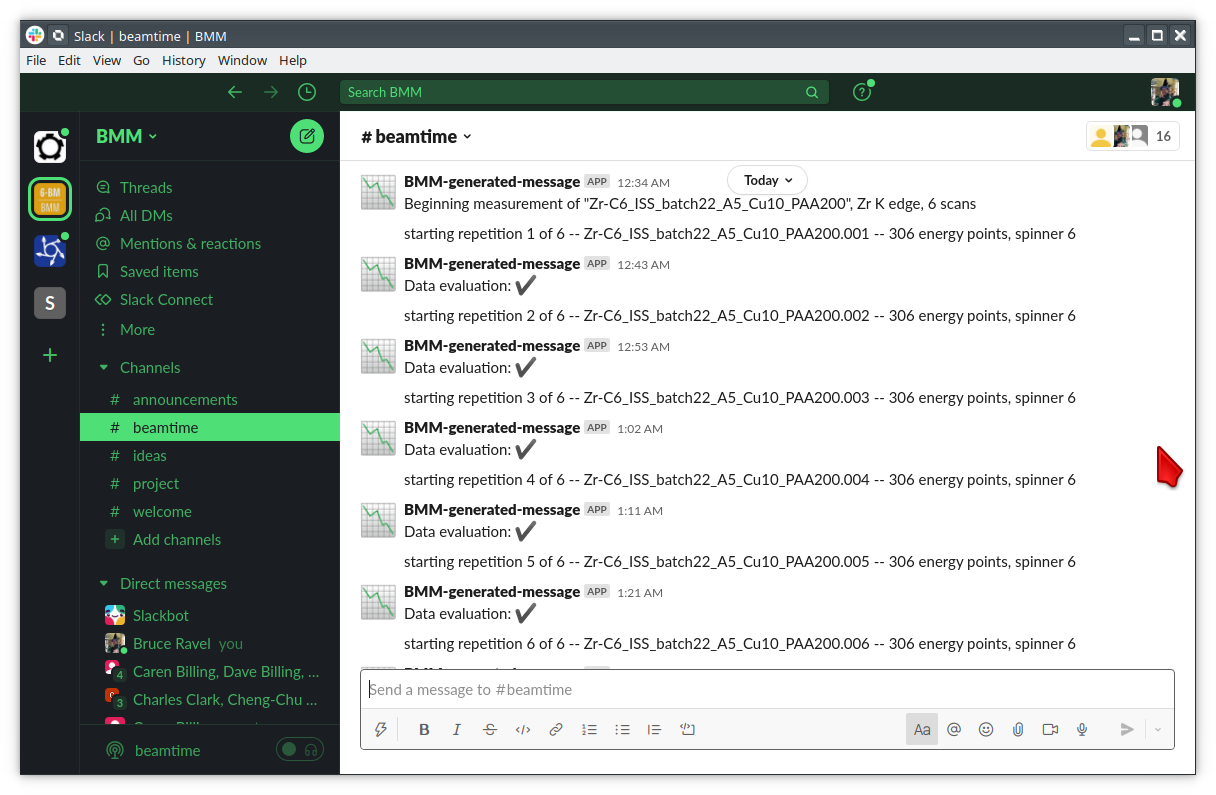 Slack | beamtime | BMM
File Edit View Go History Window Help
Search BMM
6-BM
BMM
S
BMM
Threads
All DMs
Mentions & reactions
Saved items
Slack Connect
More
Channels
# announcements
# beamtime
# ideas
# project
# welcome
+ Add channels
Direct messages
Slackbot
Bruce Ravel you
4 Caren Billing, Dave Billing, ...
3 Charles Clark, Cheng-Chu ...
beamtime
# beamtime
16
Today
BMM-generated-message APP 12:34 AM
Beginning measurement of "Zr-C6_ISS_batch22_A5_Cu10_PAA200", Zr K edge, 6 scans
starting repetition 1 of 6 -- Zr-C6_ISS_batch22_A5_Cu10_PAA200.001 -- 306 energy points, spinner 6
BMM-generated-message APP 12:43 AM
Data evaluation: ✔
starting repetition 2 of 6 -- Zr-C6_ISS_batch22_A5_Cu10_PAA200.002 -- 306 energy points, spinner 6
BMM-generated-message APP 12:53 AM
Data evaluation: ✔
starting repetition 3 of 6 -- Zr-C6_ISS_batch22_A5_Cu10_PAA200.003 -- 306 energy points, spinner 6
BMM-generated-message APP 1:02 AM
Data evaluation: ✔
starting repetition 4 of 6 -- Zr-C6_ISS_batch22_A5_Cu10_PAA200.004 -- 306 energy points, spinner 6
BMM-generated-message APP 1:11 AM
Data evaluation: ✔
starting repetition 5 of 6 -- Zr-C6_ISS_batch22_A5_Cu10_PAA200.005 -- 306 energy points, spinner 6
BMM-generated-message APP 1:21 AM
Data evaluation: ✔
starting repetition 6 of 6 -- Zr-C6_ISS_batch22_A5_Cu10_PAA200.006 -- 306 energy points, spinner 6
Send a message to #beamtime
B I S </> Aa @